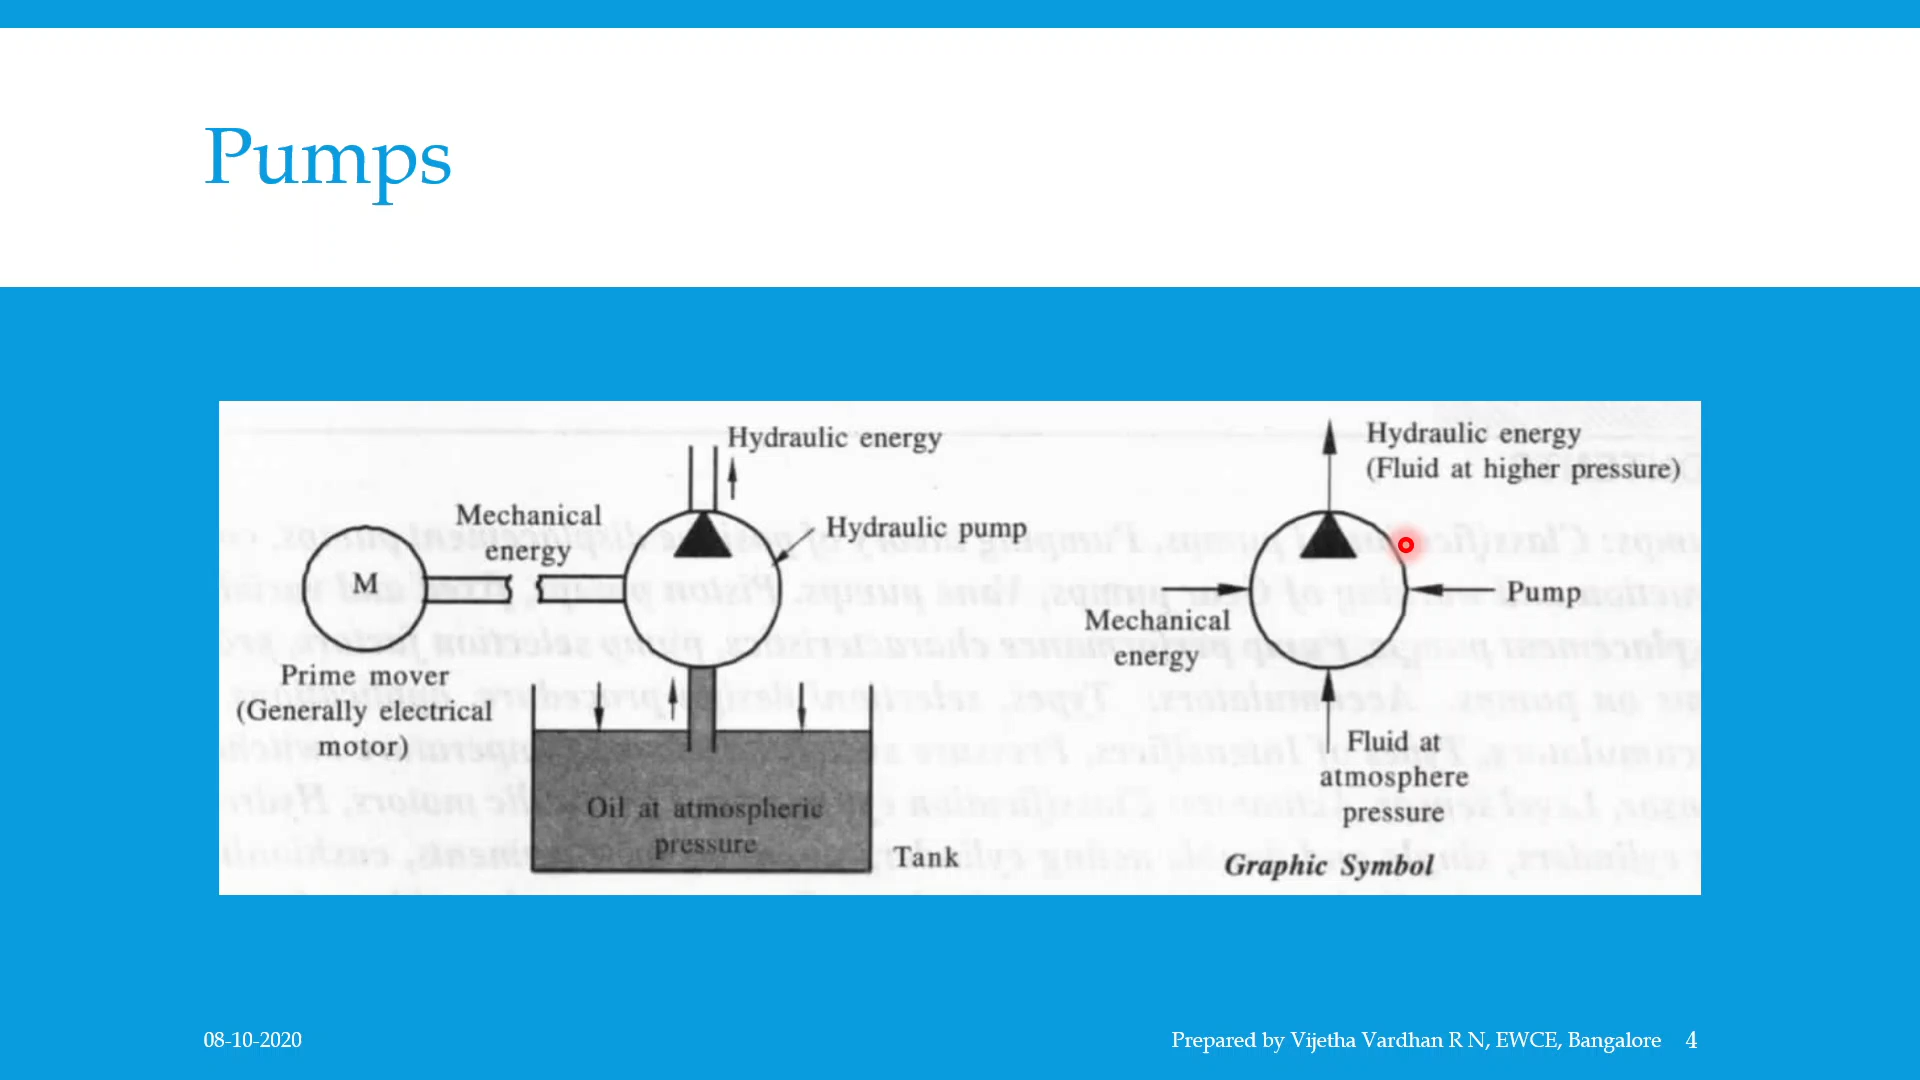 Pumps
Hydraulic energy
Mechanical
energy
Hydraulic pump
M
Prime mover
(Generally electrical
motor)
Oil at atmospheric
pressure
Tank
Hydraulic energy
(Fluid at higher pressure)
Pump
Mechanical
energy
Fluid at
atmosphere
pressure
Graphic Symbol
08-10-2020
Prepared by Vijetha Vardhan R N, EWCE, Bangalore 4